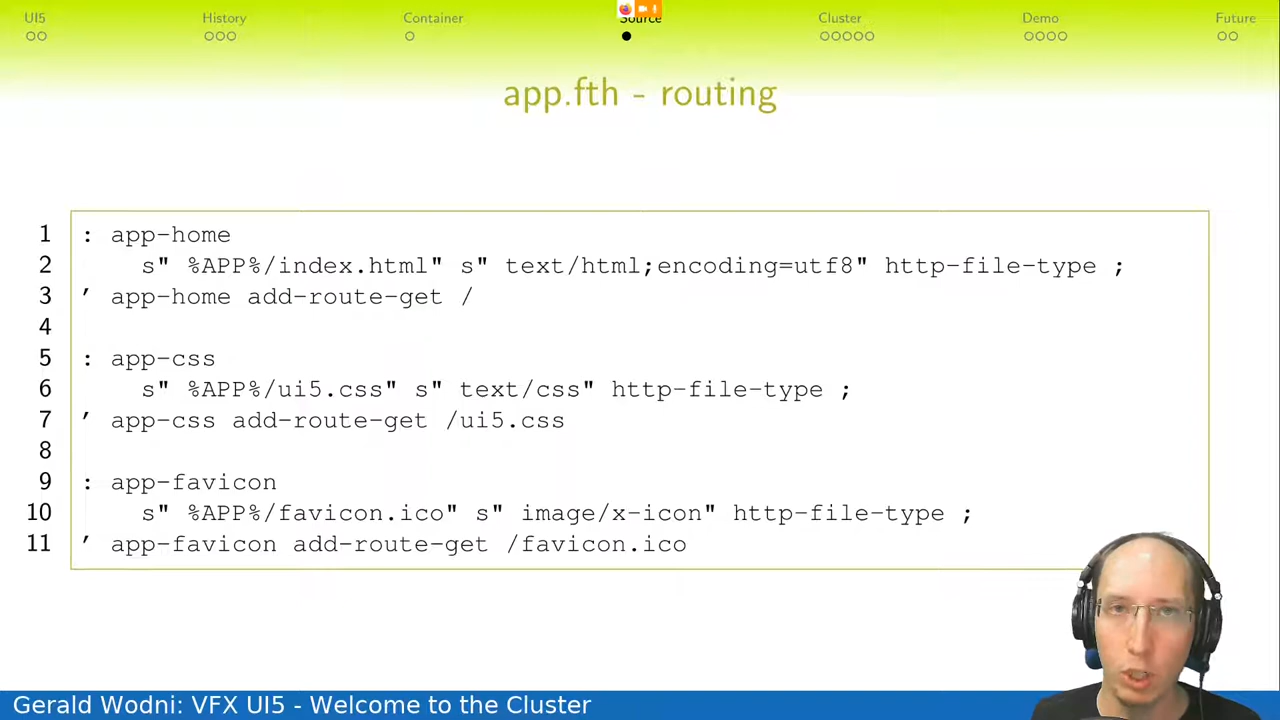 UI5 History Container Source Cluster Demo Future
app.fth - routing
1 : app-home
2 s" %APP%/index.html" s" text/html;encoding=utf8" http-file-type ;
3 ' app-home add-route-get /
4
5 : app-css
6 s" %APP%/ui5.css" s" text/css" http-file-type ;
7 ' app-css add-route-get /ui5.css
8
9 : app-favicon
10 s" %APP%/favicon.ico" s" image/x-icon" http-file-type ;
11 ' app-favicon add-route-get /favicon.ico
Gerald Wodni: VFX UI5 - Welcome to the Cluster